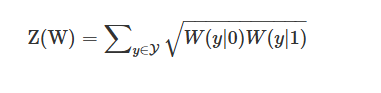 Z(W) = ∑_{y∈𝒴} √(W(y|0)W(y|1))